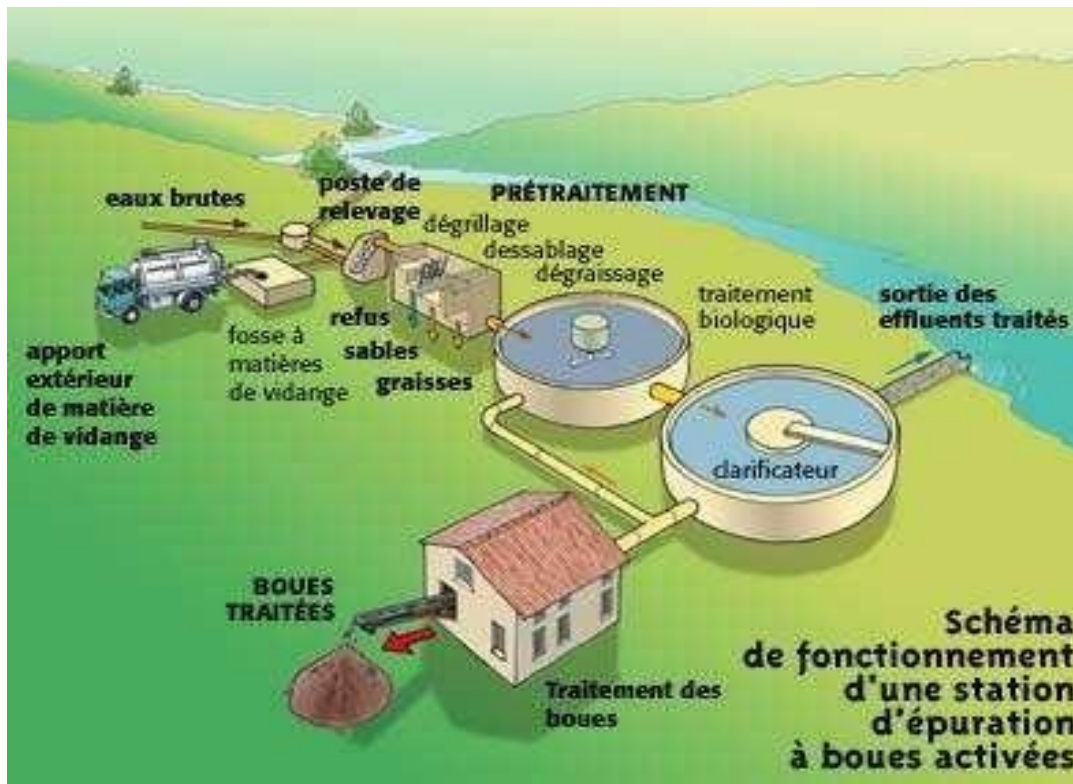 eaux brutes
poste de
relevage
PRÉTRAITEMENT
dégrillage
dessablage
dégraissage
traitement
biologique
sortie des
effluents traités
apport
extérieur
de matière
de vidange
fosse à
matières
de vidange
refus
sables
graisses
clarificateur
BOUES
TRAITÉES
Traitement des
boues
Schéma
de fonctionnement
d'une station
d'épuration
à boues activées